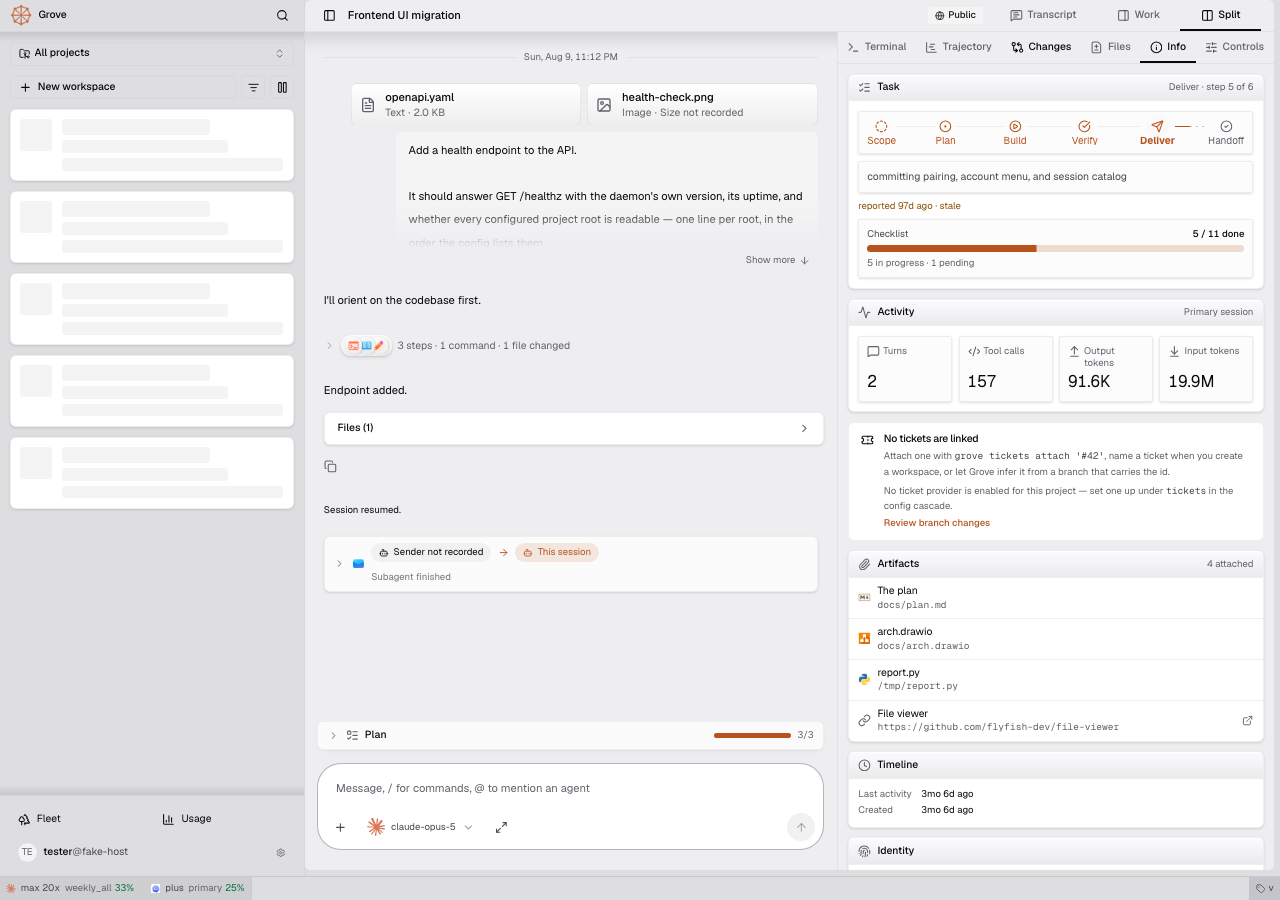 Grove
All projects
New workspace
Fleet
Usage
TE
tester@fake-host
max 20x weekly_all 33%
plus primary 25%
Frontend UI migration
Public
Transcript
Work
Split
Sun, Aug 9, 11:12 PM
openapi.yaml
Text · 2.0 KB
health-check.png
Image · Size not recorded
Add a health endpoint to the API.
It should answer GET /healthz with the daemon's own version, its uptime, and
whether every configured project root is readable — one line per root, in the
order the config lists them.
Show more
I'll orient on the codebase first.
3 steps · 1 command · 1 file changed
Endpoint added.
Files (1)
Session resumed.
Sender not recorded
This session
Subagent finished
Plan
3/3
Message, / for commands, @ to mention an agent
claude-opus-5
Terminal
Trajectory
Changes
Files
Info
Controls
Task
Deliver · step 5 of 6
Scope
Plan
Build
Verify
Deliver
Handoff
committing pairing, account menu, and session catalog
reported 97d ago · stale
Checklist
5 / 11 done
5 in progress · 1 pending
Activity
Primary session
Turns
2
Tool calls
157
Output
tokens
91.6K
Input tokens
19.9M
No tickets are linked
Attach one with grove tickets attach '#42', name a ticket when you create
a workspace, or let Grove infer it from a branch that carries the id.
No ticket provider is enabled for this project — set one up under tickets in the
config cascade.
Review branch changes
Artifacts
4 attached
The plan
docs/plan.md
arch.drawio
docs/arch.drawio
report.py
/tmp/report.py
File viewer
https://github.com/flyfish-dev/file-viewer
Timeline
Last activity 3mo 6d ago
Created 3mo 6d ago
Identity
v